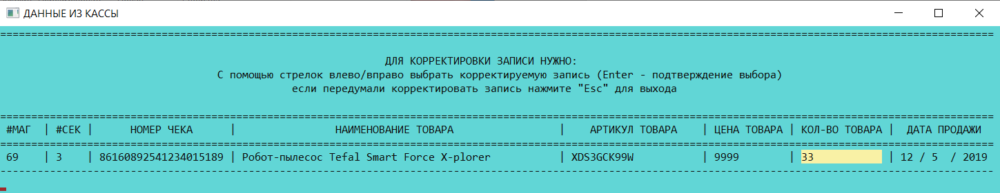 ДАННЫЕ ИЗ КАССЫ
ДЛЯ КОРРЕКТИРОВКИ ЗАПИСИ НУЖНО:
С помощью стрелок влево/вправо выбрать корректируемую запись (Enter - подтверждение выбора)
если передумали корректировать запись нажмите "Esc" для выхода
#МАГ | #СЕК | НОМЕР ЧЕКА | НАИМЕНОВАНИЕ ТОВАРА | АРТИКУЛ ТОВАРА | ЦЕНА ТОВАРА | КОЛ-ВО ТОВАРА | ДАТА ПРОДАЖИ
69 | 3 | 86160892541234015189 | Робот-пылесос Tefal Smart Force X-plorer | XDS3GCK99W | 9999 | 33 | 12 / 5 / 2019